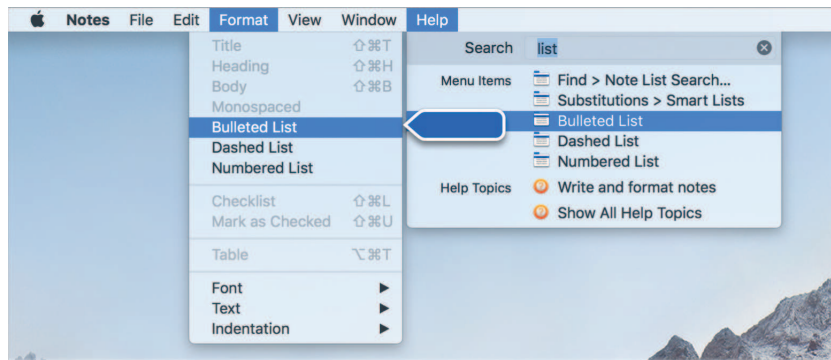 Notes File Edit Format View Window Help
Title ⇧⌘T
Heading ⇧⌘H
Body ⇧⌘B
Monospaced
Bulleted List
Dashed List
Numbered List
Checklist ⇧⌘L
Mark as Checked ⇧⌘U
Table ⌥⌘T
Font ▶
Text ▶
Indentation ▶
Search list
Menu Items Find > Note List Search...
Substitutions > Smart Lists
Bulleted List
Dashed List
Numbered List
Help Topics Write and format notes
Show All Help Topics